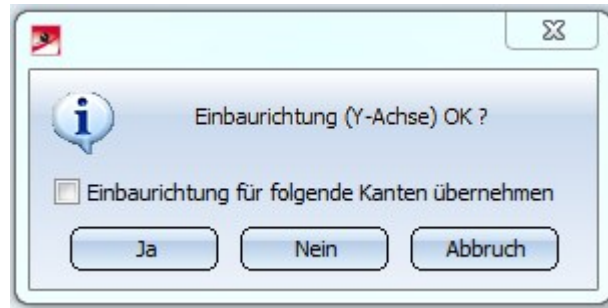 Einbaurichtung (Y-Achse) OK ?
Einbaurichtung für folgende Kanten übernehmen
Ja Nein Abbruch